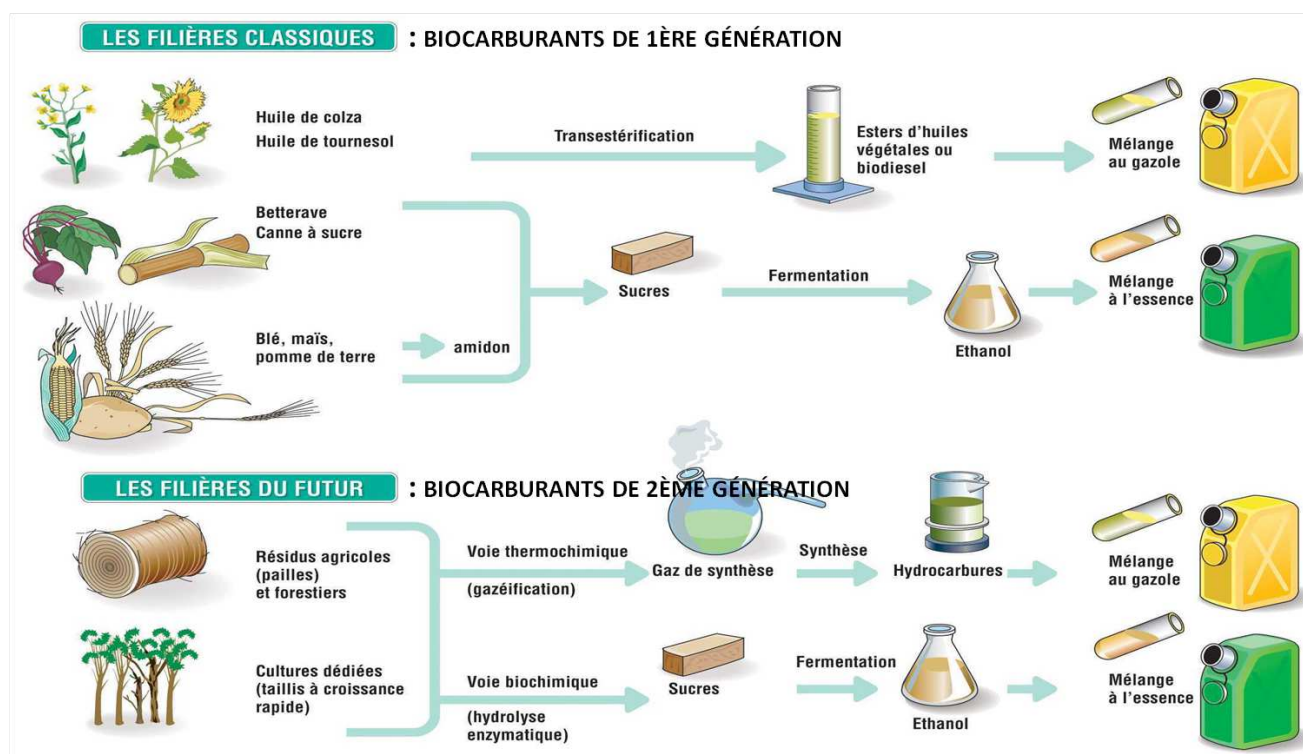 LES FILIÈRES CLASSIQUES : BIOCARBURANTS DE 1ÈRE GÉNÉRATION
Huile de colza
Huile de tournesol
Transestérification
Esters d'huiles
végétales ou
biodiesel
Mélange
au gazole
Betterave
Canne à sucre
Sucres
Fermentation
Ethanol
Mélange
à l'essence
Blé, maïs,
pomme de terre
amidon
LES FILIÈRES DU FUTUR : BIOCARBURANTS DE 2ÈME GÉNÉRATION
Résidus agricoles
(pailles)
et forestiers
Voie thermochimique
(gazéification)
Gaz de synthèse
Synthèse
Hydrocarbures
Mélange
au gazole
Cultures dédiées
(taillis à croissance
rapide)
Voie biochimique
(hydrolyse
enzymatique)
Sucres
Fermentation
Ethanol
Mélange
à l'essence